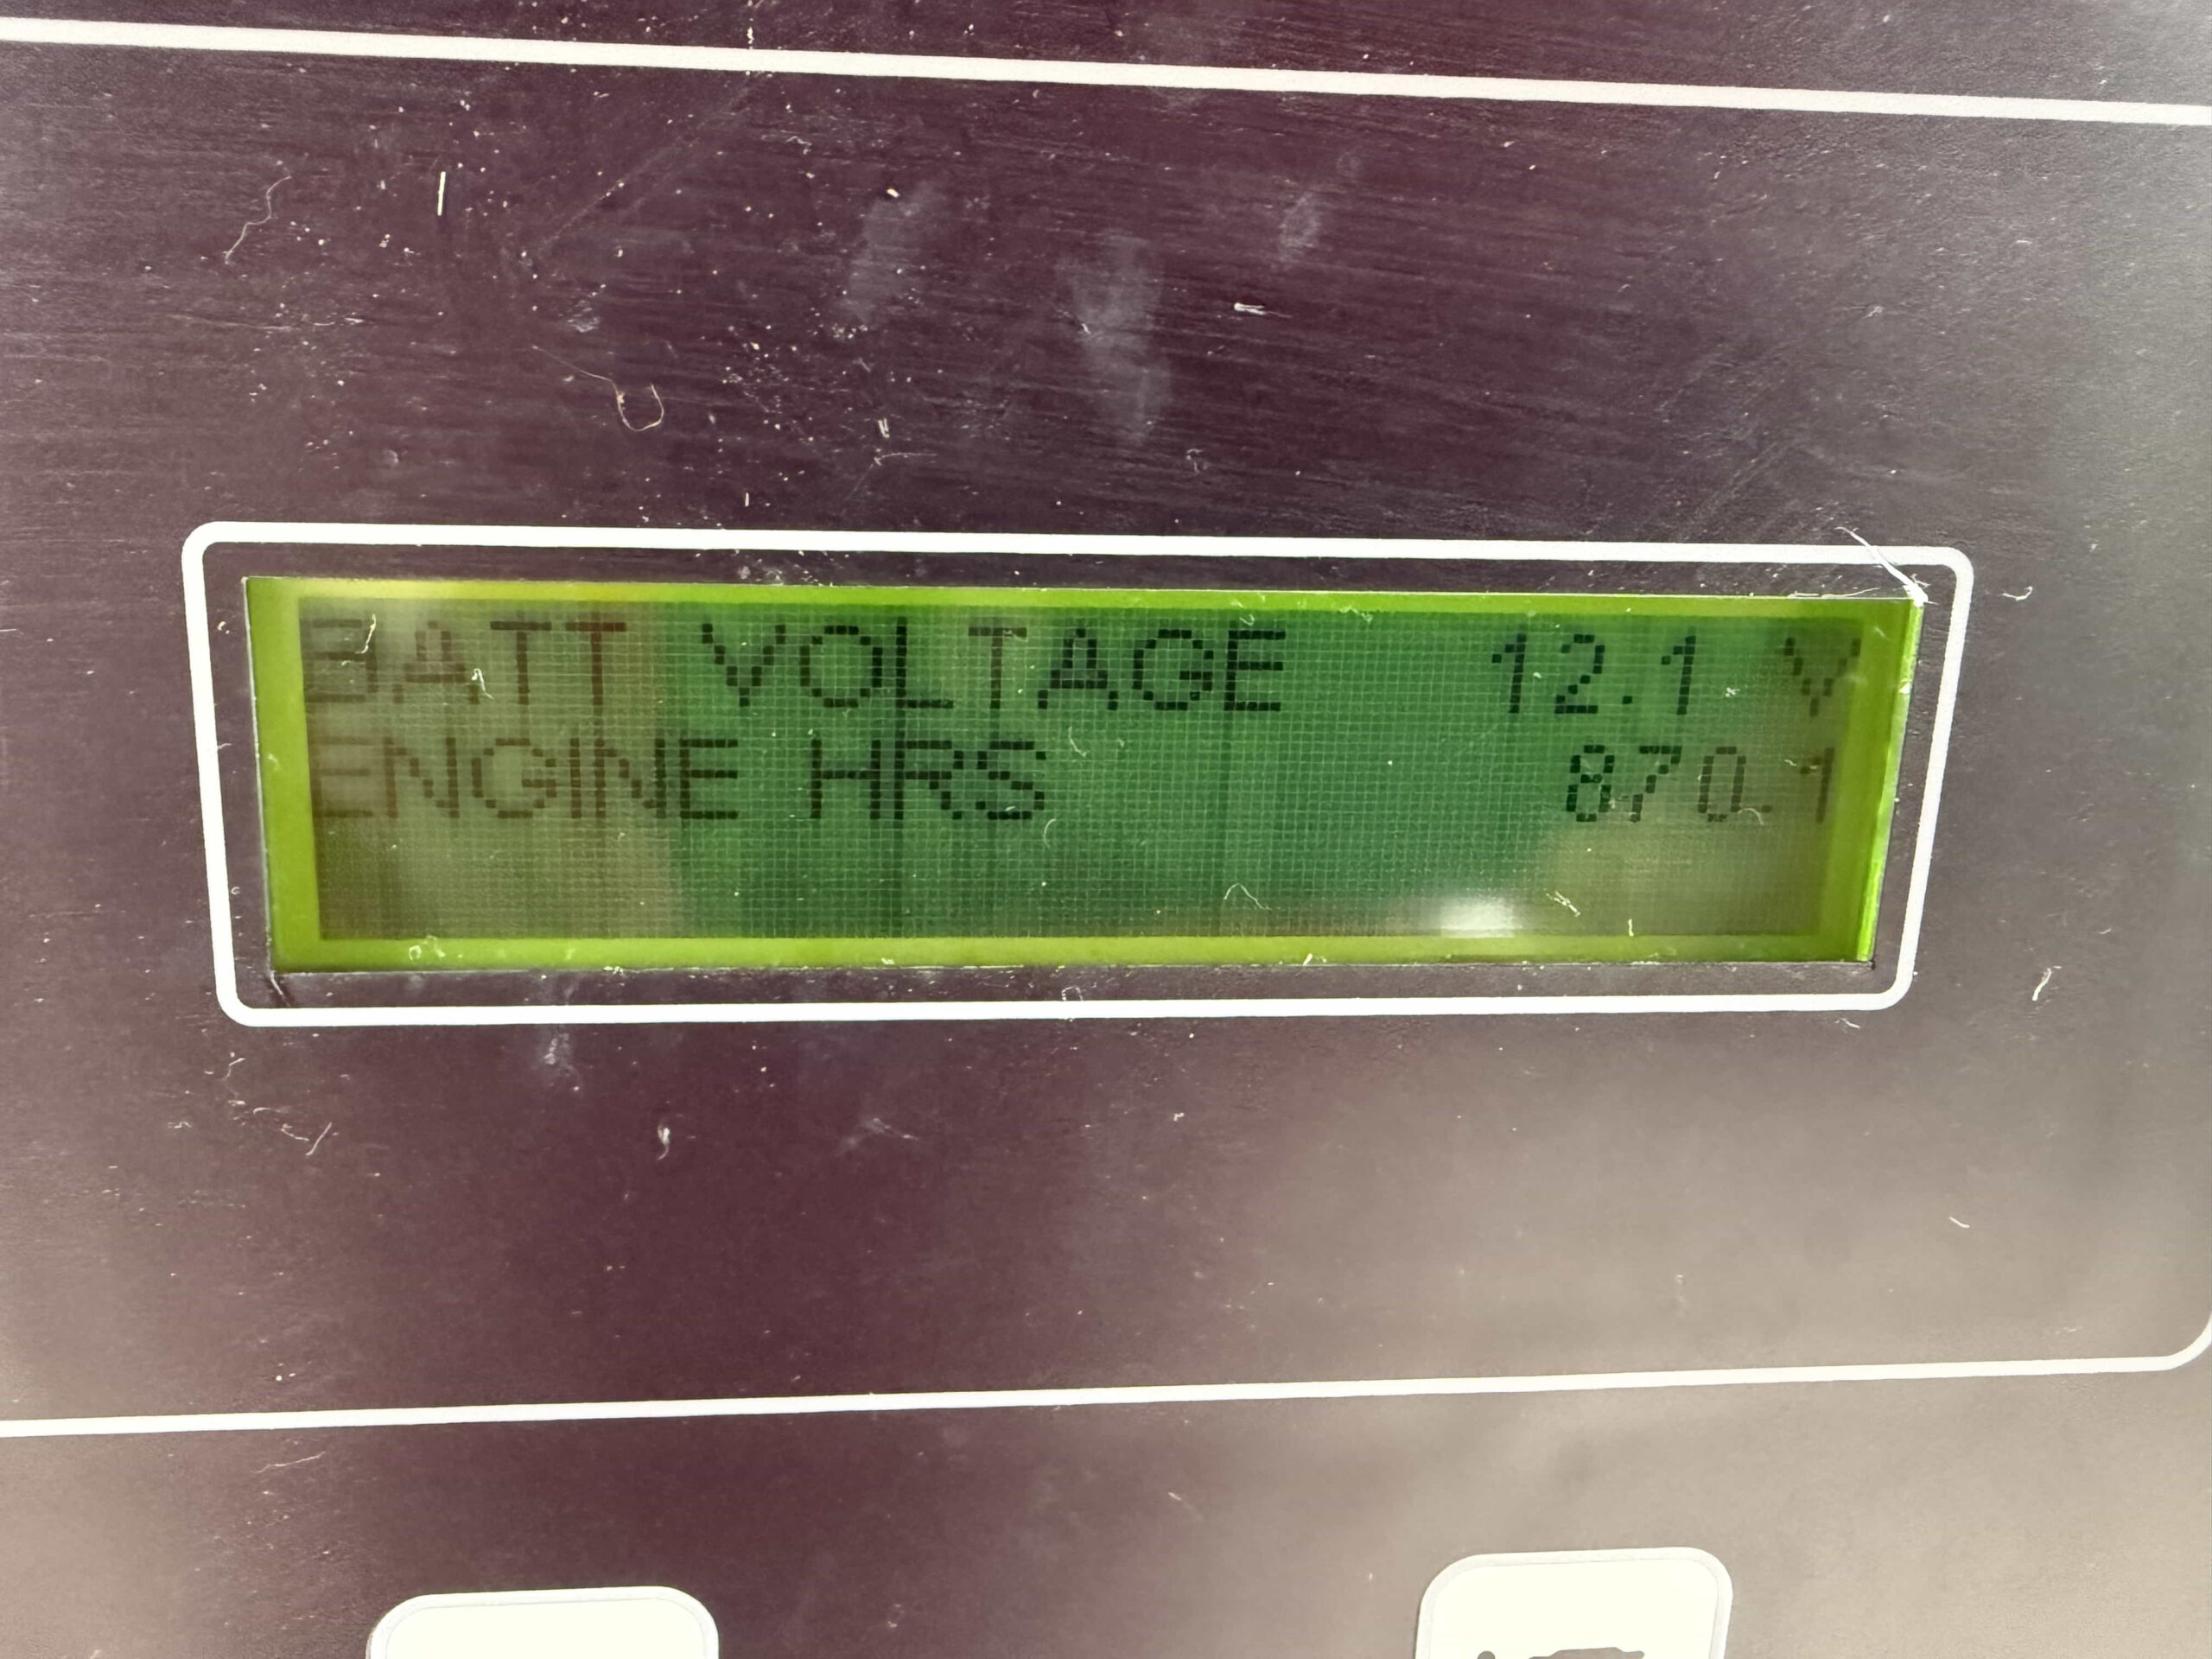 BATT VOLTAGE 12.1 V
ENGINE HRS 870.1